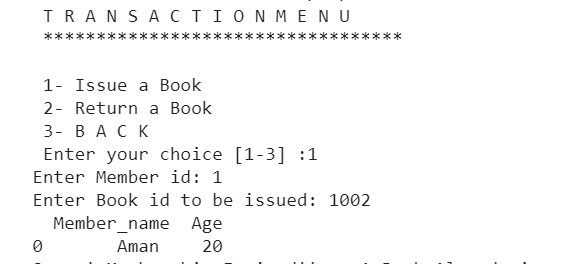 T R A N S A C T I O N M E N U
**********************************
1- Issue a Book
2- Return a Book
3- B A C K
Enter your choice [1-3] :1
Enter Member id: 1
Enter Book id to be issued: 1002
Member_name Age
0 Aman 20